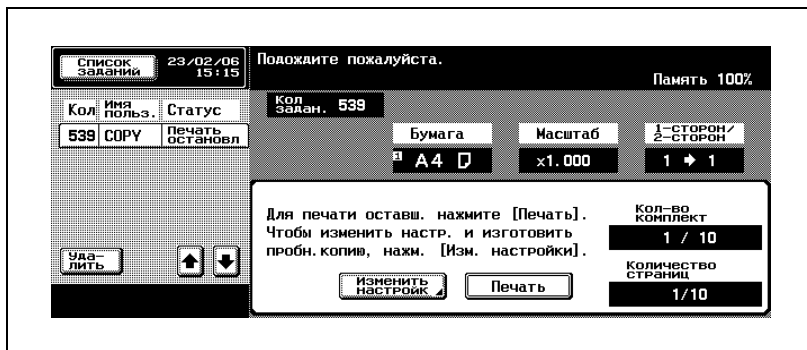 Список
заданий
23/02/06
15:15
Подождите пожалуйста.
Память 100%
Кол
Имя
польз.
Статус
539 COPY
Печать
остановл
Кол
задан. 539
Бумага
Масштаб
1-сторон/
2-сторон
1 A4
x1.000
1 → 1
Для печати оставш. нажмите [Печать].
Чтобы изменить настр. и изготовить
пробн.копию, нажм. [Изм. настройки].
Кол-во
комплект
1 / 10
Количество
страниц
1/10
Уда-
лить
Изменить
настройк
Печать